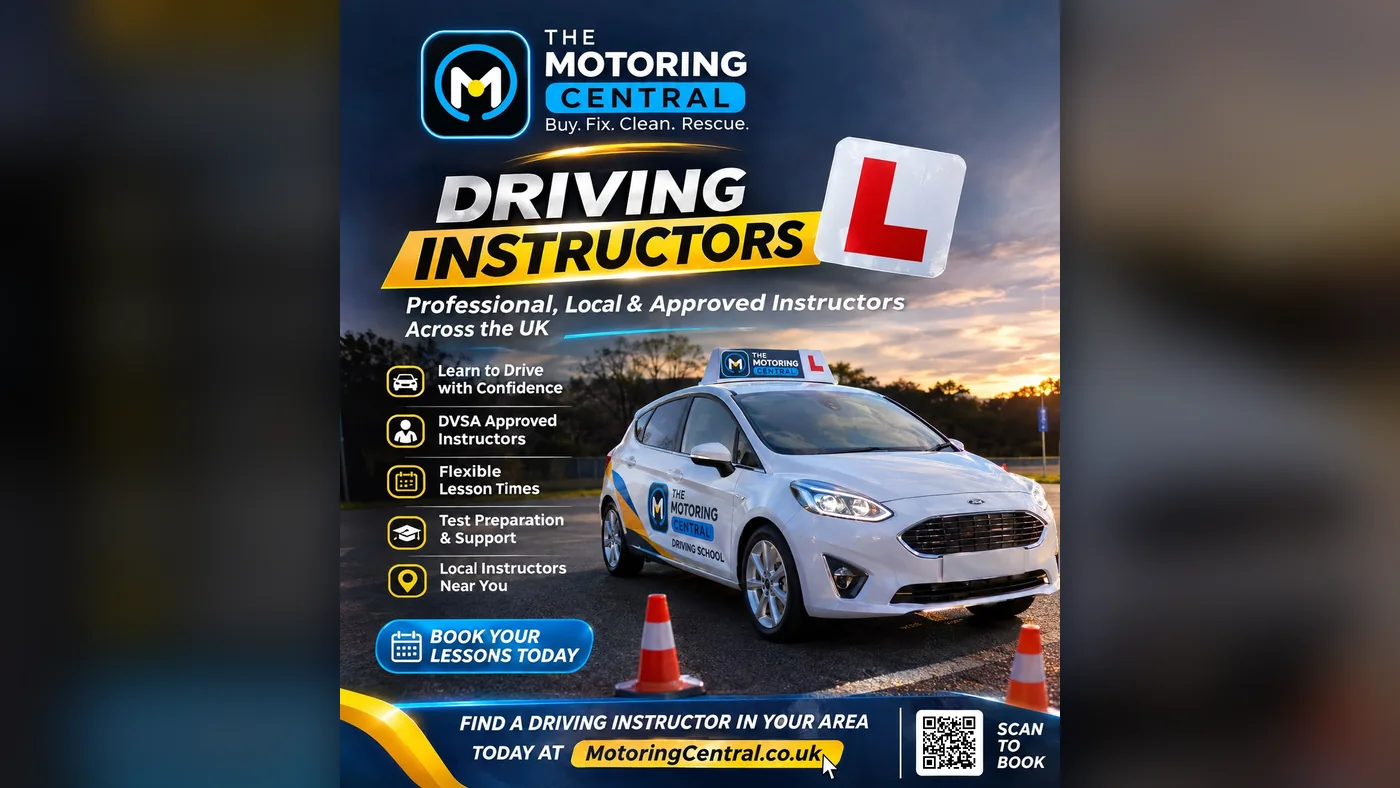 THE
MOTORING
CENTRAL
Buy. Fix. Clean. Rescue.
DRIVING
INSTRUCTORS
L
Professional, Local & Approved Instructors
Across the UK
Learn to Drive
with Confidence
DVSA Approved
Instructors
Flexible
Lesson Times
Test Preparation
& Support
Local Instructors
Near You
THE
MOTORING
CENTRAL
L
M
THE
MOTORING
CENTRAL
DRIVING SCHOOL
Ford
BOOK YOUR
LESSONS TODAY
FIND A DRIVING INSTRUCTOR IN YOUR AREA
TODAY AT MotoringCentral.co.uk
SCAN
TO
BOOK